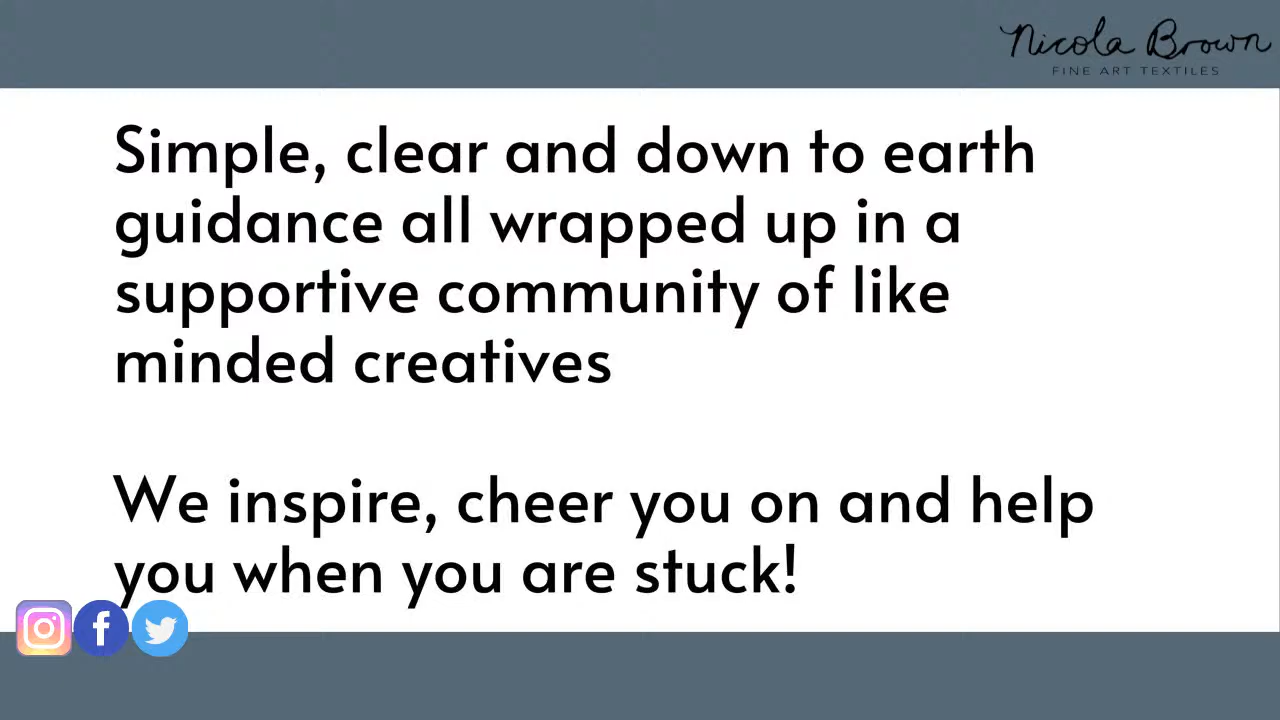 Nicola Brown
FINE ART TEXTILES
Simple, clear and down to earth
guidance all wrapped up in a
supportive community of like
minded creatives
We inspire, cheer you on and help
you when you are stuck!